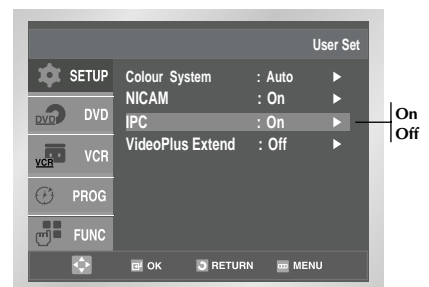 User Set
SETUP
DVD
DVD
VCR
VCR
PROG
FUNC
Colour System : Auto ►
NICAM : On ►
IPC : On ►
VideoPlus Extend : Off ►
On
Off
OK RETURN MENU